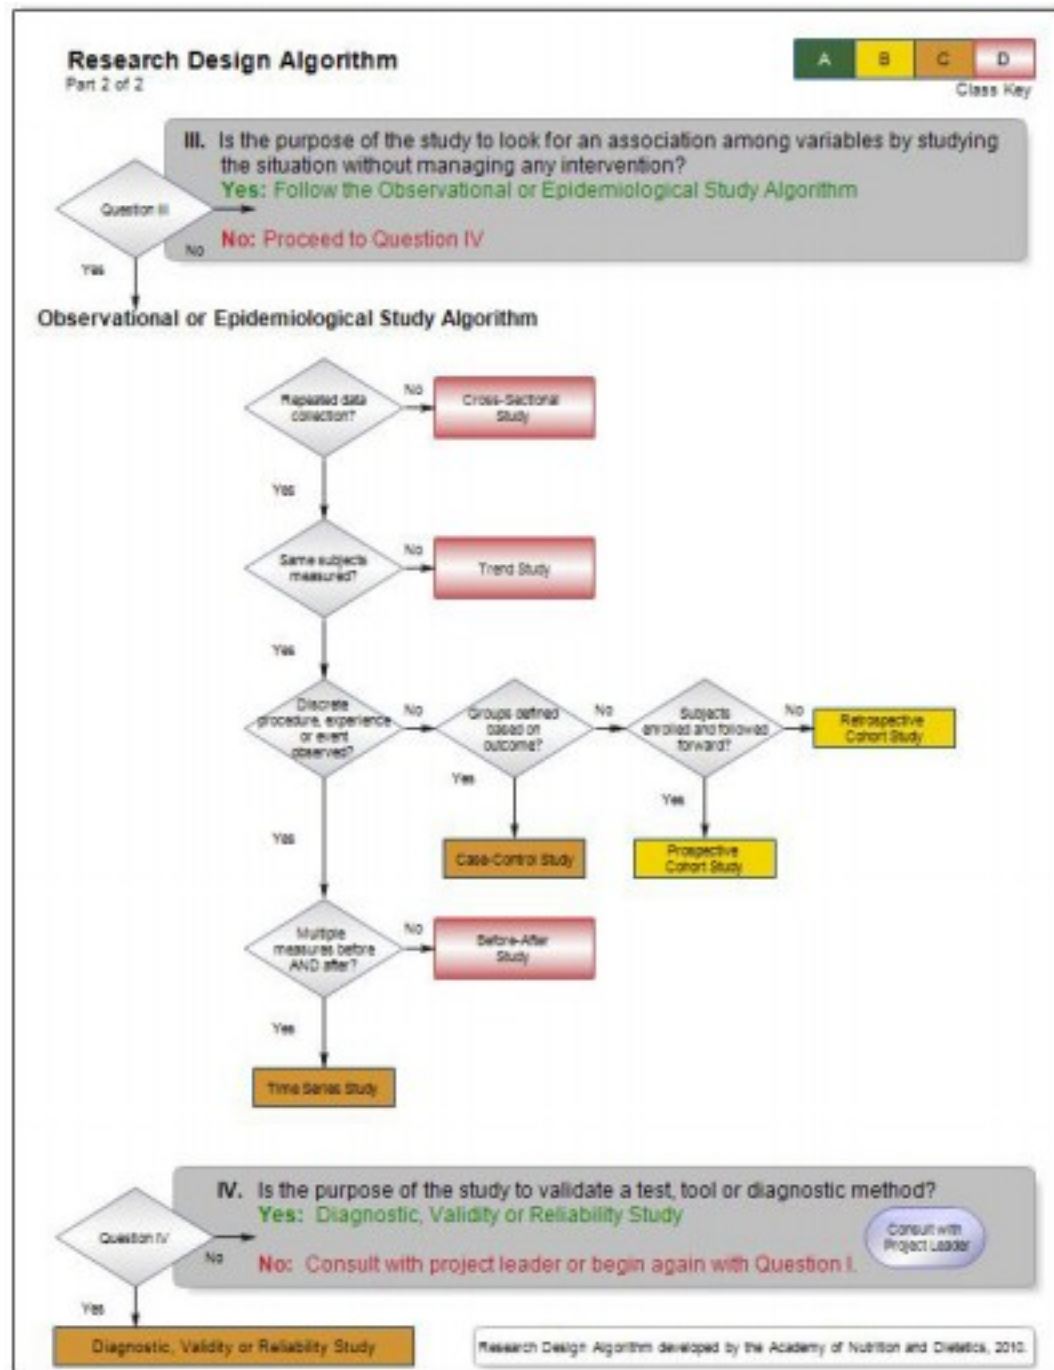 Research Design Algorithm
Part 2 of 2
A B C D
Class Key
III. Is the purpose of the study to look for an association among variables by studying
the situation without managing any intervention?
Yes: Follow the Observational or Epidemiological Study Algorithm
Question III
No: Proceed to Question IV
No
Yes
Observational or Epidemiological Study Algorithm
Repeated data
collection?
No
Cross-Sectional
Study
Yes
Same subjects
measured?
No
Trend Study
Yes
Discrete
procedure, experience
or event
observed?
No
Groups defined
based on
outcome?
No
Subjects
enrolled and followed
forward?
No
Retrospective
Cohort Study
Yes
Yes
Yes
Case-Control Study
Prospective
Cohort Study
Multiple
measures before
AND after?
No
Before-After
Study
Yes
Time Series Study
IV. Is the purpose of the study to validate a test, tool or diagnostic method?
Yes: Diagnostic, Validity or Reliability Study
Question IV
No
Consult with
Project Leader
No: Consult with project leader or begin again with Question I.
Yes
Diagnostic, Validity or Reliability Study
Research Design Algorithm developed by the Academy of Nutrition and Dietetics, 2010.